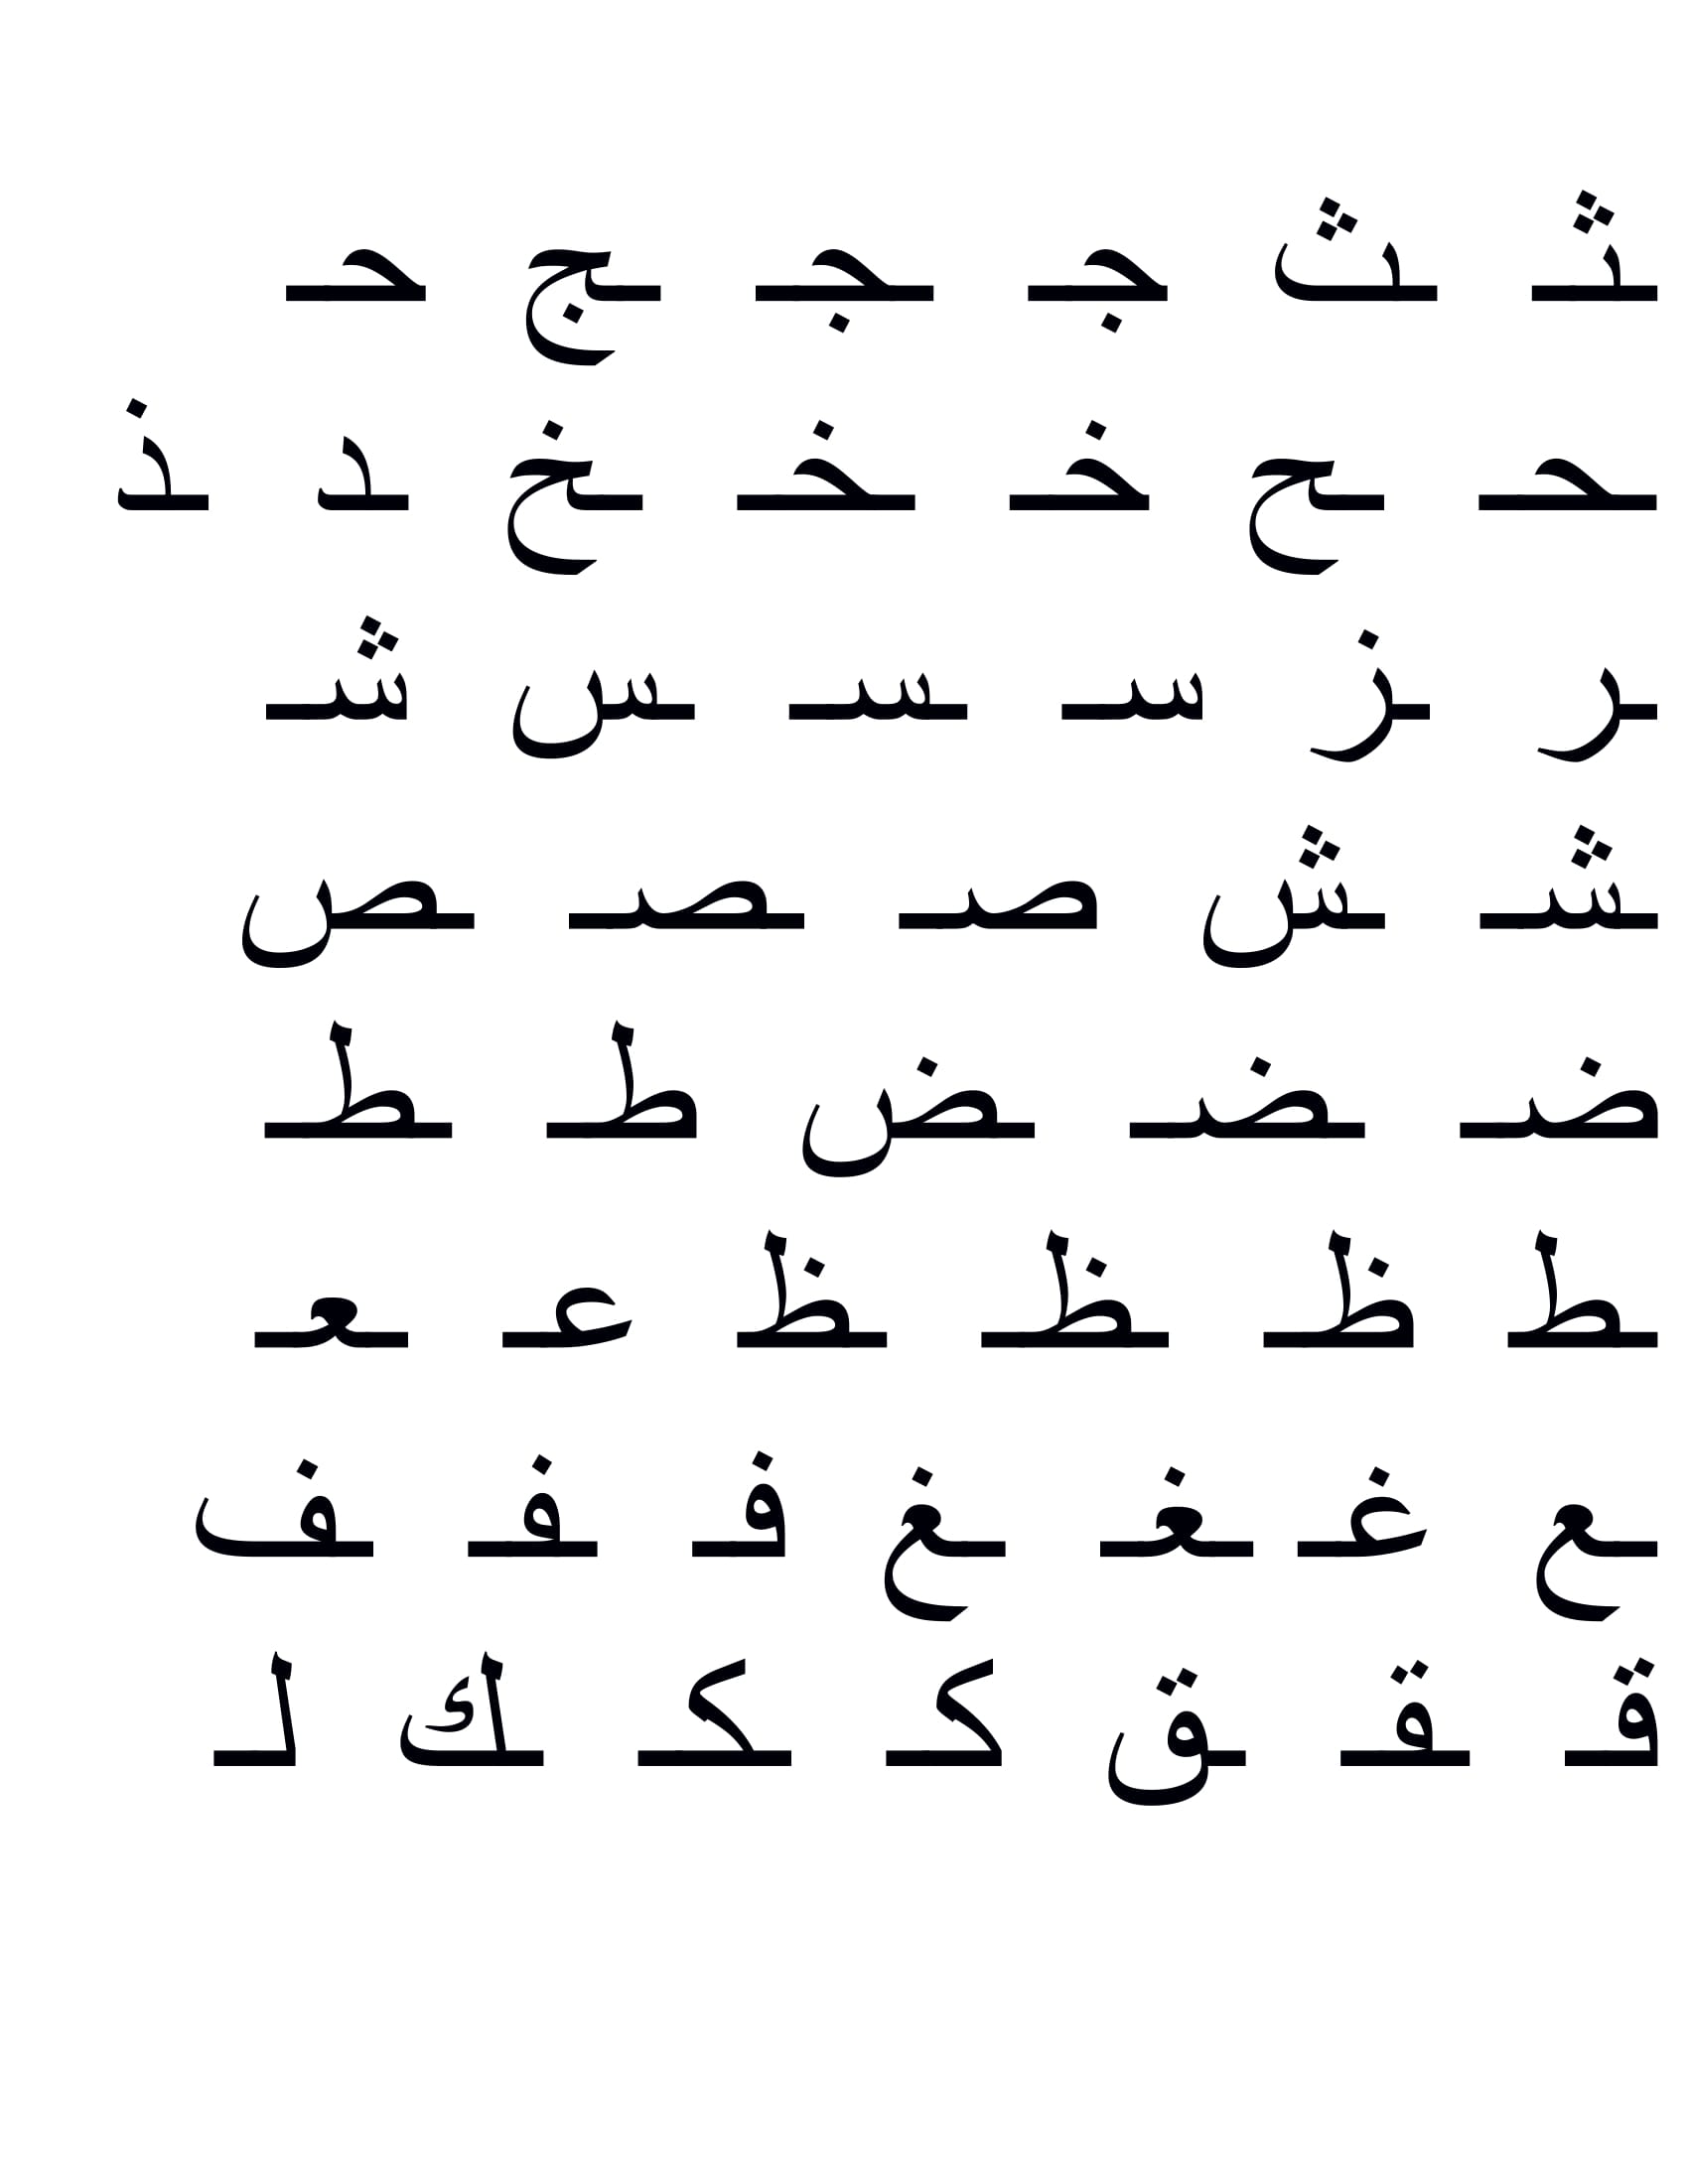 ـثـ ـث جـ ـجـ ـج حـ
ـحـ ـح خـ ـخـ ـخ ـد ـذ
ـر ـز سـ ـسـ ـس شـ
ـشـ ـش صـ ـصـ ـص
ضـ ـضـ ـض طـ ـطـ
ـط ظـ ـظـ ـظ عـ ـعـ
ـع غـ ـغـ ـغ فـ ـفـ ـف
قـ ـقـ ـق كـ ـكـ ـك لـ